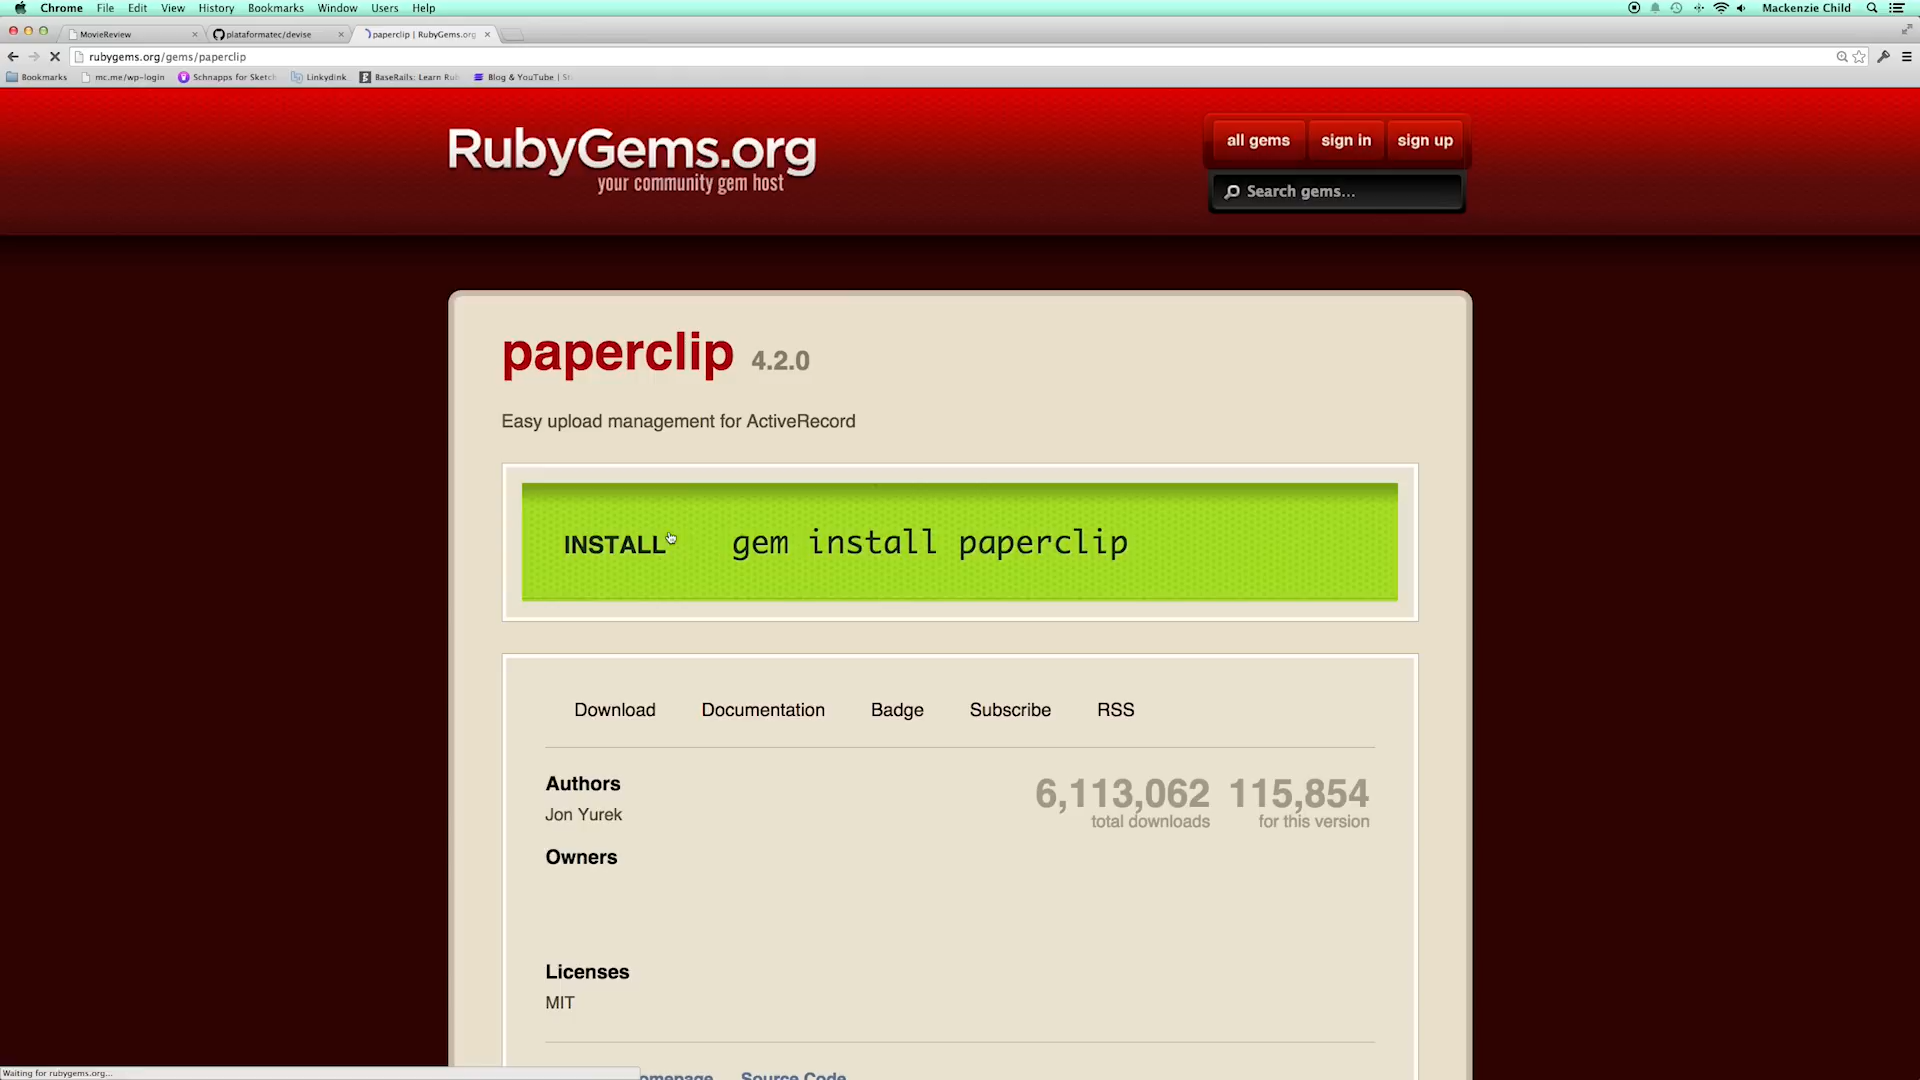 Chrome File Edit View History Bookmarks Window Users Help Mackenzie Child
MovieReview plataformatec/devise paperclip | RubyGems.org
rubygems.org/gems/paperclip
Bookmarks mc.me/wp-login Schnapps for Sketch Linkydink BaseRails: Learn Rub Blog & YouTube | St
RubyGems.org
your community gem host
all gems sign in sign up
Search gems...
paperclip 4.2.0
Easy upload management for ActiveRecord
INSTALL gem install paperclip
Download Documentation Badge Subscribe RSS
Authors
Jon Yurek
6,113,062 115,854
total downloads for this version
Owners
Licenses
MIT
omepage Source Code
Waiting for rubygems.org...